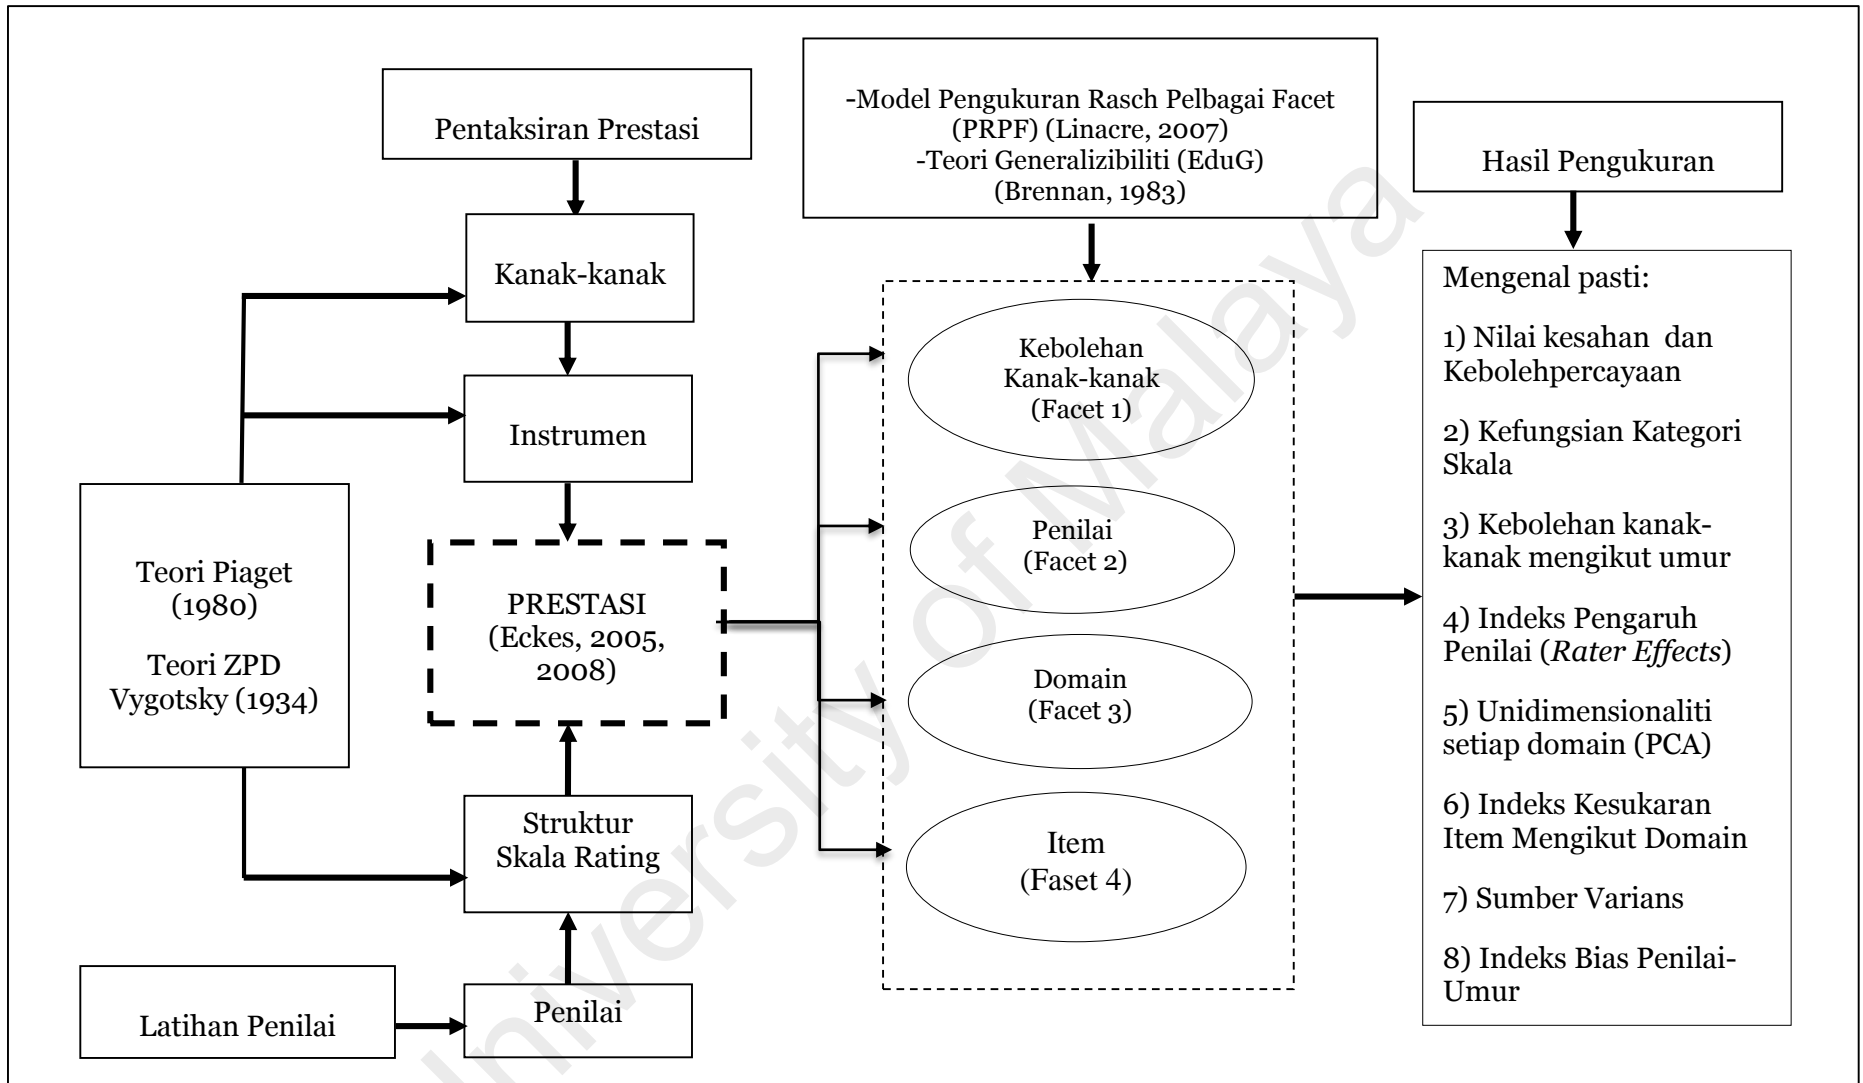 Pentaksiran Prestasi
Kanak-kanak
Instrumen
Teori Piaget
(1980)
Teori ZPD
Vygotsky (1934)
PRESTASI
(Eckes, 2005,
2008)
Struktur
Skala Rating
Latihan Penilai
Penilai
-Model Pengukuran Rasch Pelbagai Facet
(PRPF) (Linacre, 2007)
-Teori Generalizibiliti (EduG)
(Brennan, 1983)
Kebolehan
Kanak-kanak
(Facet 1)
Penilai
(Facet 2)
Domain
(Facet 3)
Item
(Faset 4)
Hasil Pengukuran
Mengenal pasti:
1) Nilai kesahan dan
Kebolehpercayaan
2) Kefungsian Kategori
Skala
3) Kebolehan kanak-
kanak mengikut umur
4) Indeks Pengaruh
Penilai (Rater Effects)
5) Unidimensionaliti
setiap domain (PCA)
6) Indeks Kesukaran
Item Mengikut Domain
7) Sumber Varians
8) Indeks Bias Penilai-
Umur
University of Malaya